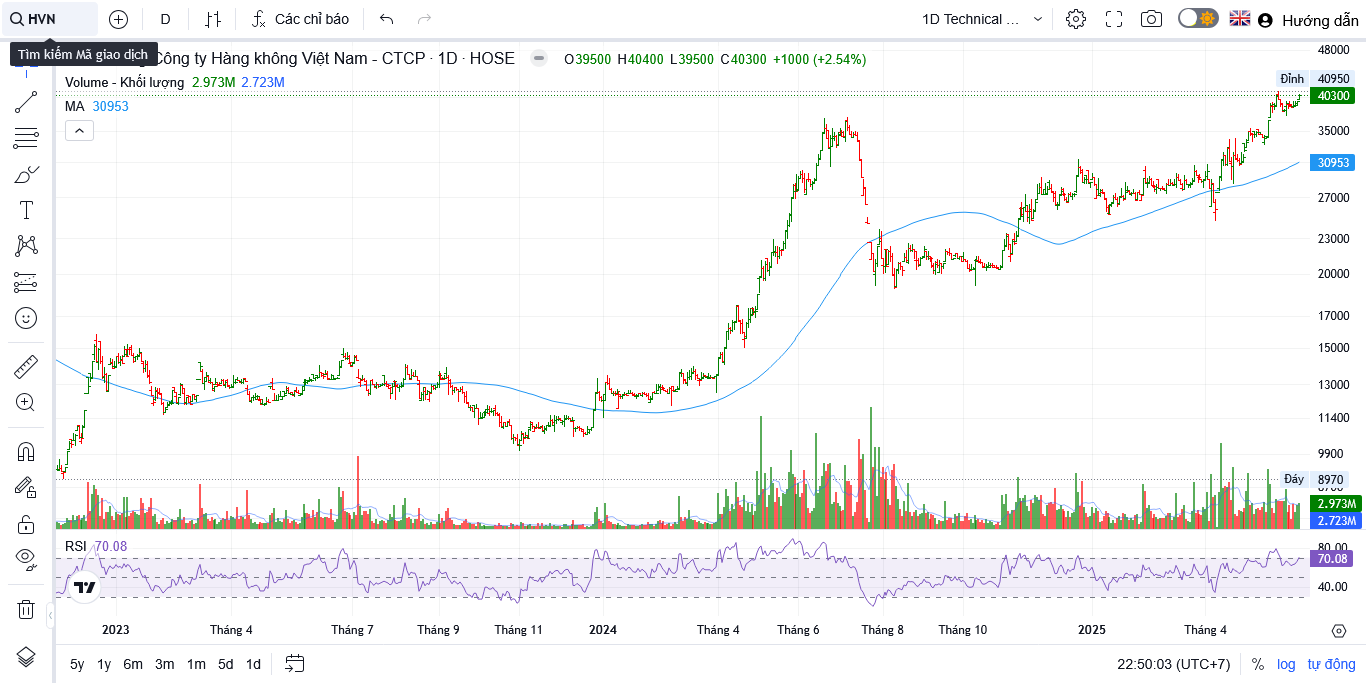 HVN D Các chỉ báo 1D Technical ... Hướng dẫn
Tìm kiếm Mã giao dịch
Công ty Hàng không Việt Nam - CTCP · 1D · HOSE O39500 H40400 L39500 C40300 +1000 (+2.54%)
48000
Volume - Khối lượng 2.973M 2.723M
Đỉnh 40950
40300
MA 30953
35000
30953
27000
23000
20000
17000
15000
13000
11400
9900
Đáy 8970
2.973M
2.723M
RSI 70.08
80.00
70.08
40.00
2023 Tháng 4 Tháng 7 Tháng 9 Tháng 11 2024 Tháng 4 Tháng 6 Tháng 8 Tháng 10 2025 Tháng 4
5y 1y 6m 3m 1m 5d 1d 22:50:03 (UTC+7) % log tự động